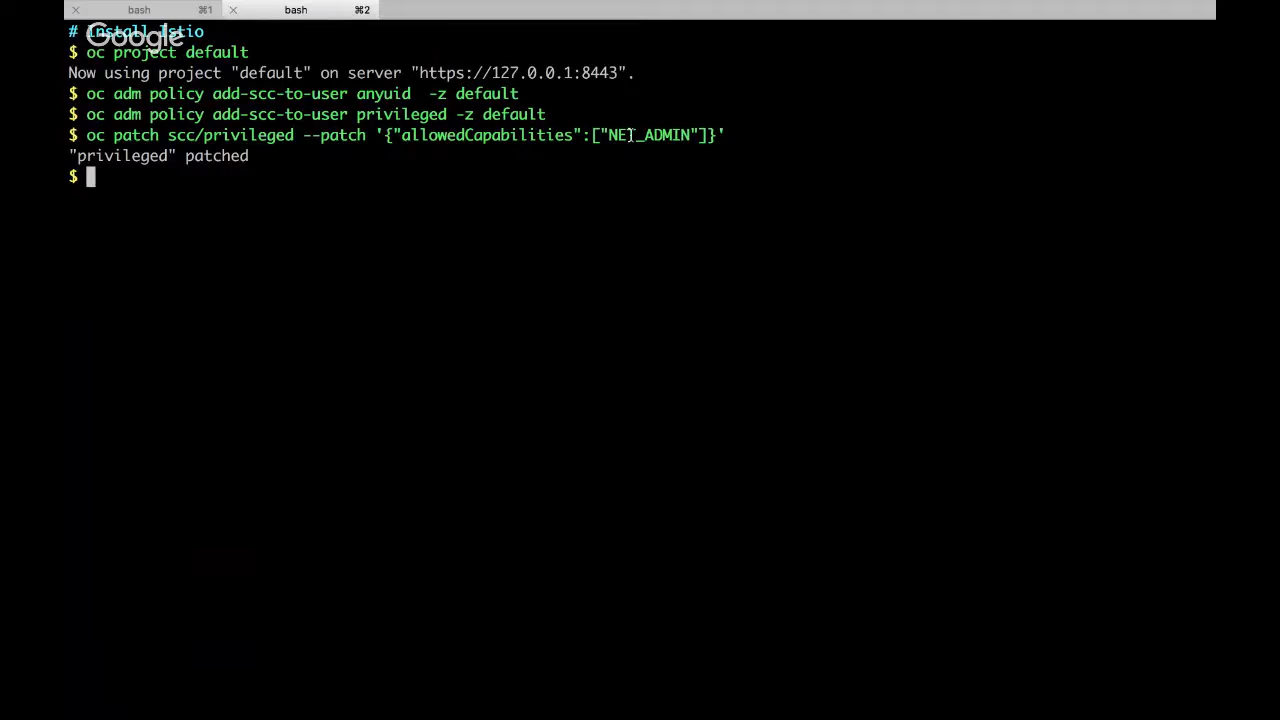 bash ⌘1 bash ⌘2
# Install Istio
Google
$ oc project default
Now using project "default" on server "https://127.0.0.1:8443".
$ oc adm policy add-scc-to-user anyuid  -z default
$ oc adm policy add-scc-to-user privileged -z default
$ oc patch scc/privileged --patch '{"allowedCapabilities":["NET_ADMIN"]}'
"privileged" patched
$